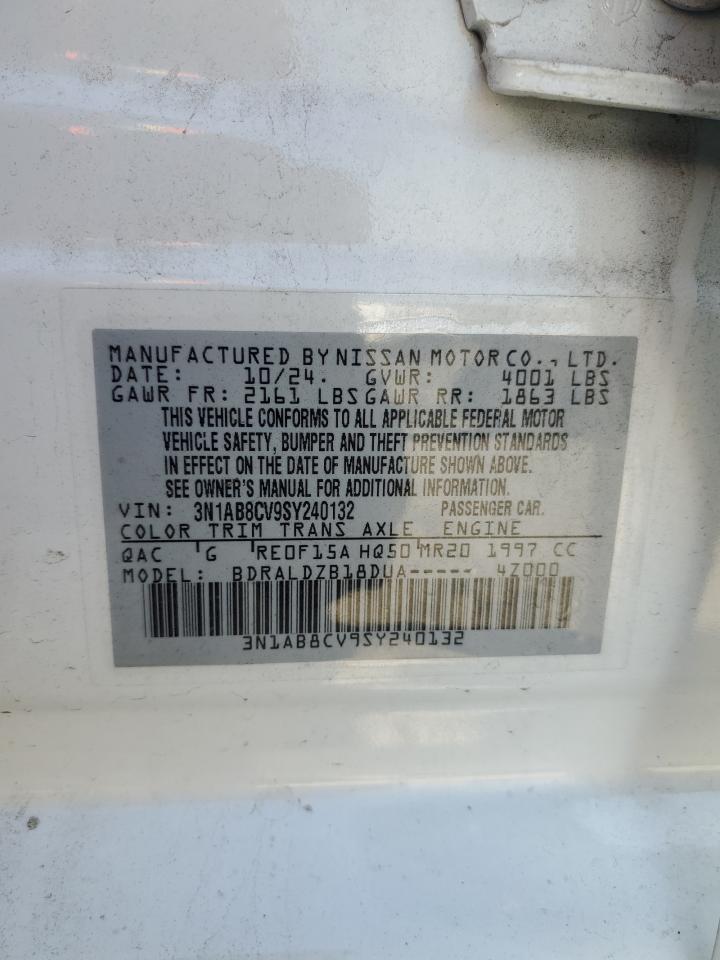 MANUFACTURED BY NISSAN MOTOR CO., LTD.
DATE: 10/24. GVWR: 4001 LBS
GAWR FR: 2161 LBS GAWR RR: 1863 LBS
THIS VEHICLE CONFORMS TO ALL APPLICABLE FEDERAL MOTOR
VEHICLE SAFETY, BUMPER AND THEFT PREVENTION STANDARDS
IN EFFECT ON THE DATE OF MANUFACTURE SHOWN ABOVE.
SEE OWNER'S MANUAL FOR ADDITIONAL INFORMATION.
VIN: 3N1AB8CV9SY240132 PASSENGER CAR.
COLOR TRIM TRANS AXLE ENGINE
QAC G RE0F15A HQ50 MR20 1997 CC
MODEL: BDRALDZB18DUA----- 4Z000
3N1AB8CV9SY240132